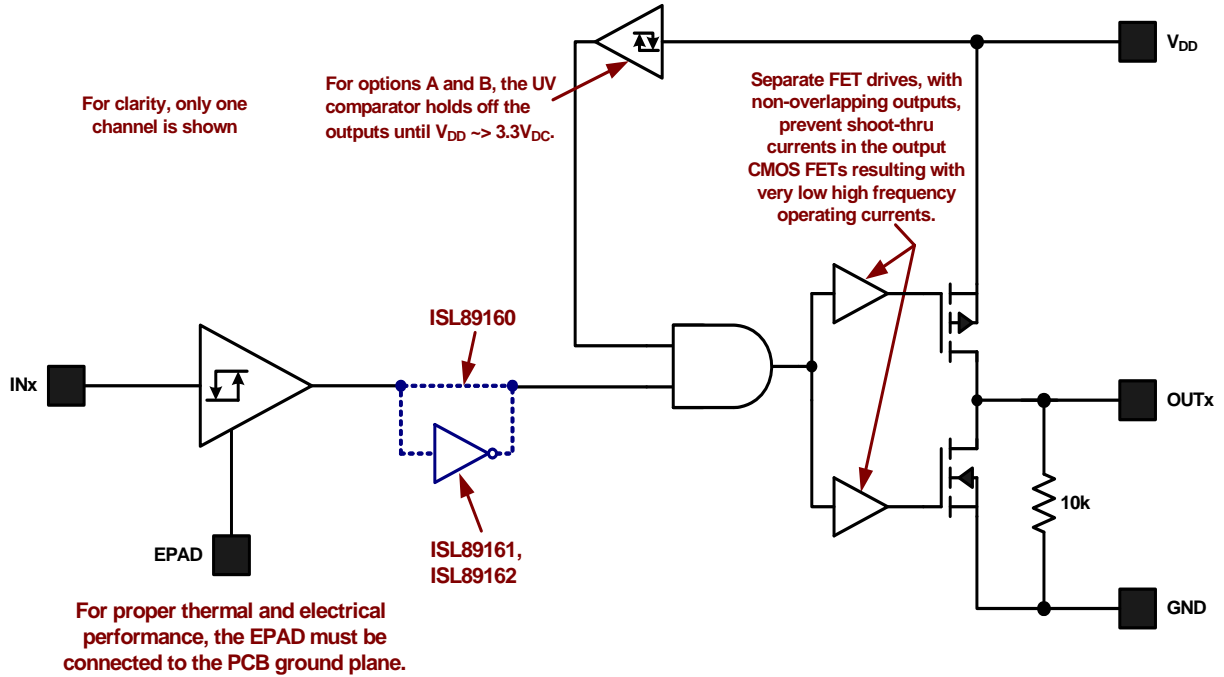 V_DD
For options A and B, the UV
comparator holds off the
outputs until V_DD ~> 3.3V_DC.
For clarity, only one
channel is shown
Separate FET drives, with
non-overlapping outputs,
prevent shoot-thru
currents in the output
CMOS FETs resulting with
very low high frequency
operating currents.
ISL89160
INx
OUTx
10k
EPAD
ISL89161,
ISL89162
GND
For proper thermal and electrical
performance, the EPAD must be
connected to the PCB ground plane.